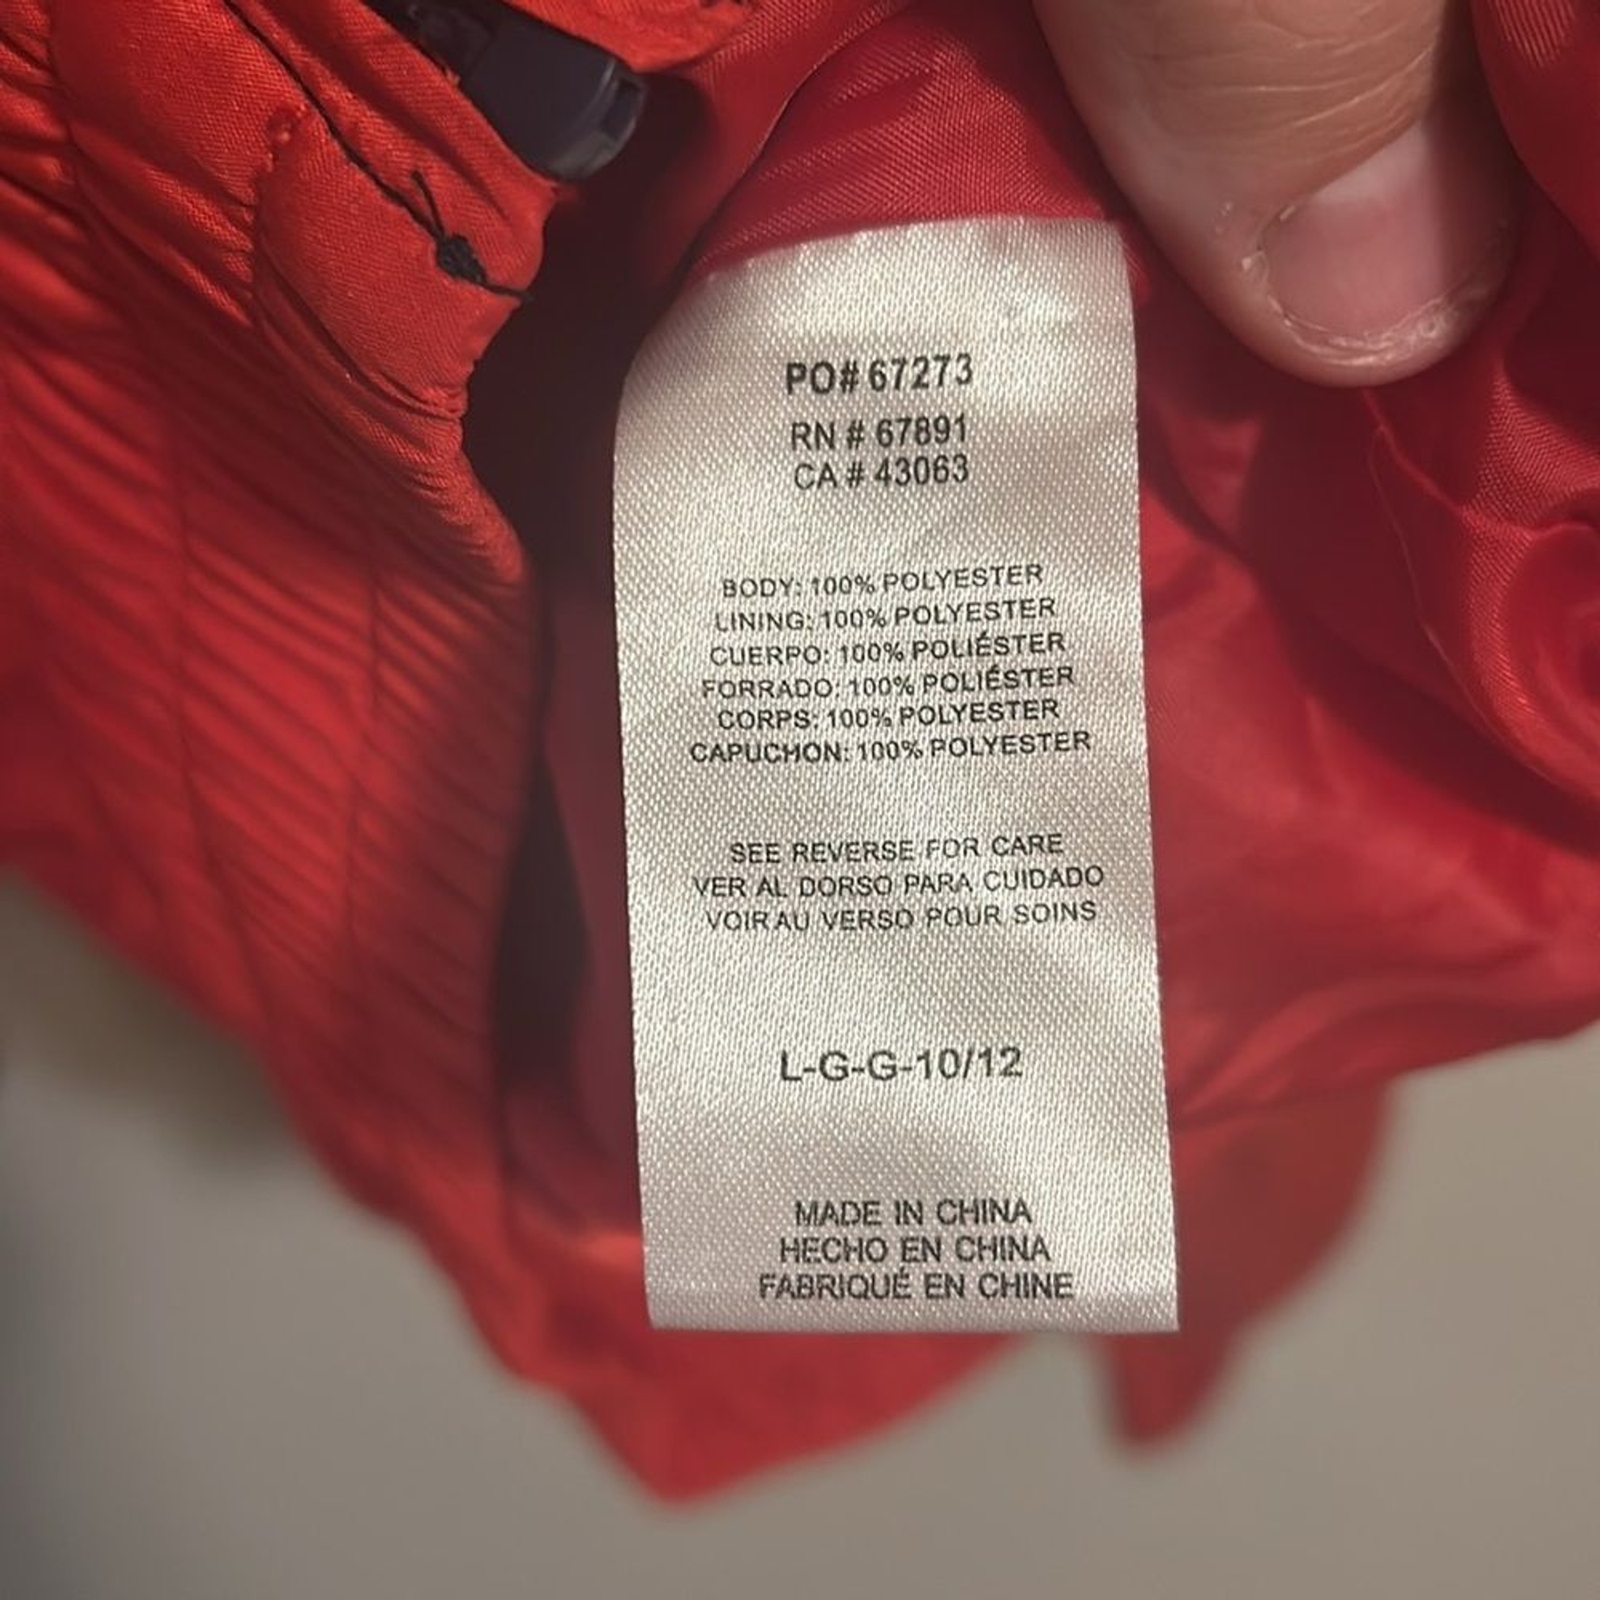 PO# 67273
RN # 67891
CA # 43063
BODY: 100% POLYESTER
LINING: 100% POLYESTER
CUERPO: 100% POLIÉSTER
FORRADO: 100% POLIÉSTER
CORPS: 100% POLYESTER
CAPUCHON: 100% POLYESTER
SEE REVERSE FOR CARE
VER AL DORSO PARA CUIDADO
VOIR AU VERSO POUR SOINS
L-G-G-10/12
MADE IN CHINA
HECHO EN CHINA
FABRIQUÉ EN CHINE